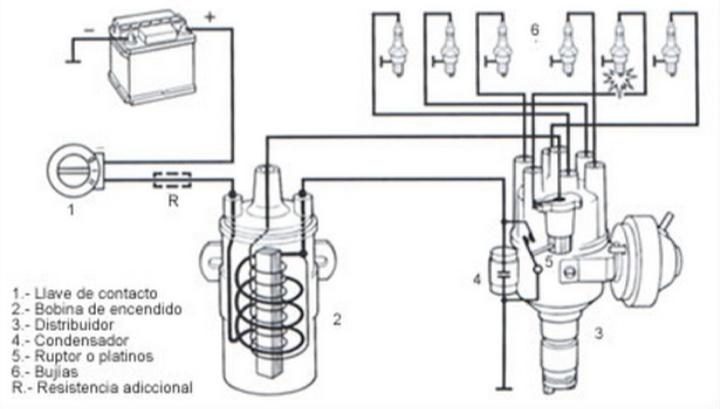 - +
6
1
-
R
5
4
2
3
1.- Llave de contacto
2.- Bobina de encendido
3.- Distribuidor
4.- Condensador
5.- Ruptor o platinos
6.- Bujías
R.- Resistencia adiccional